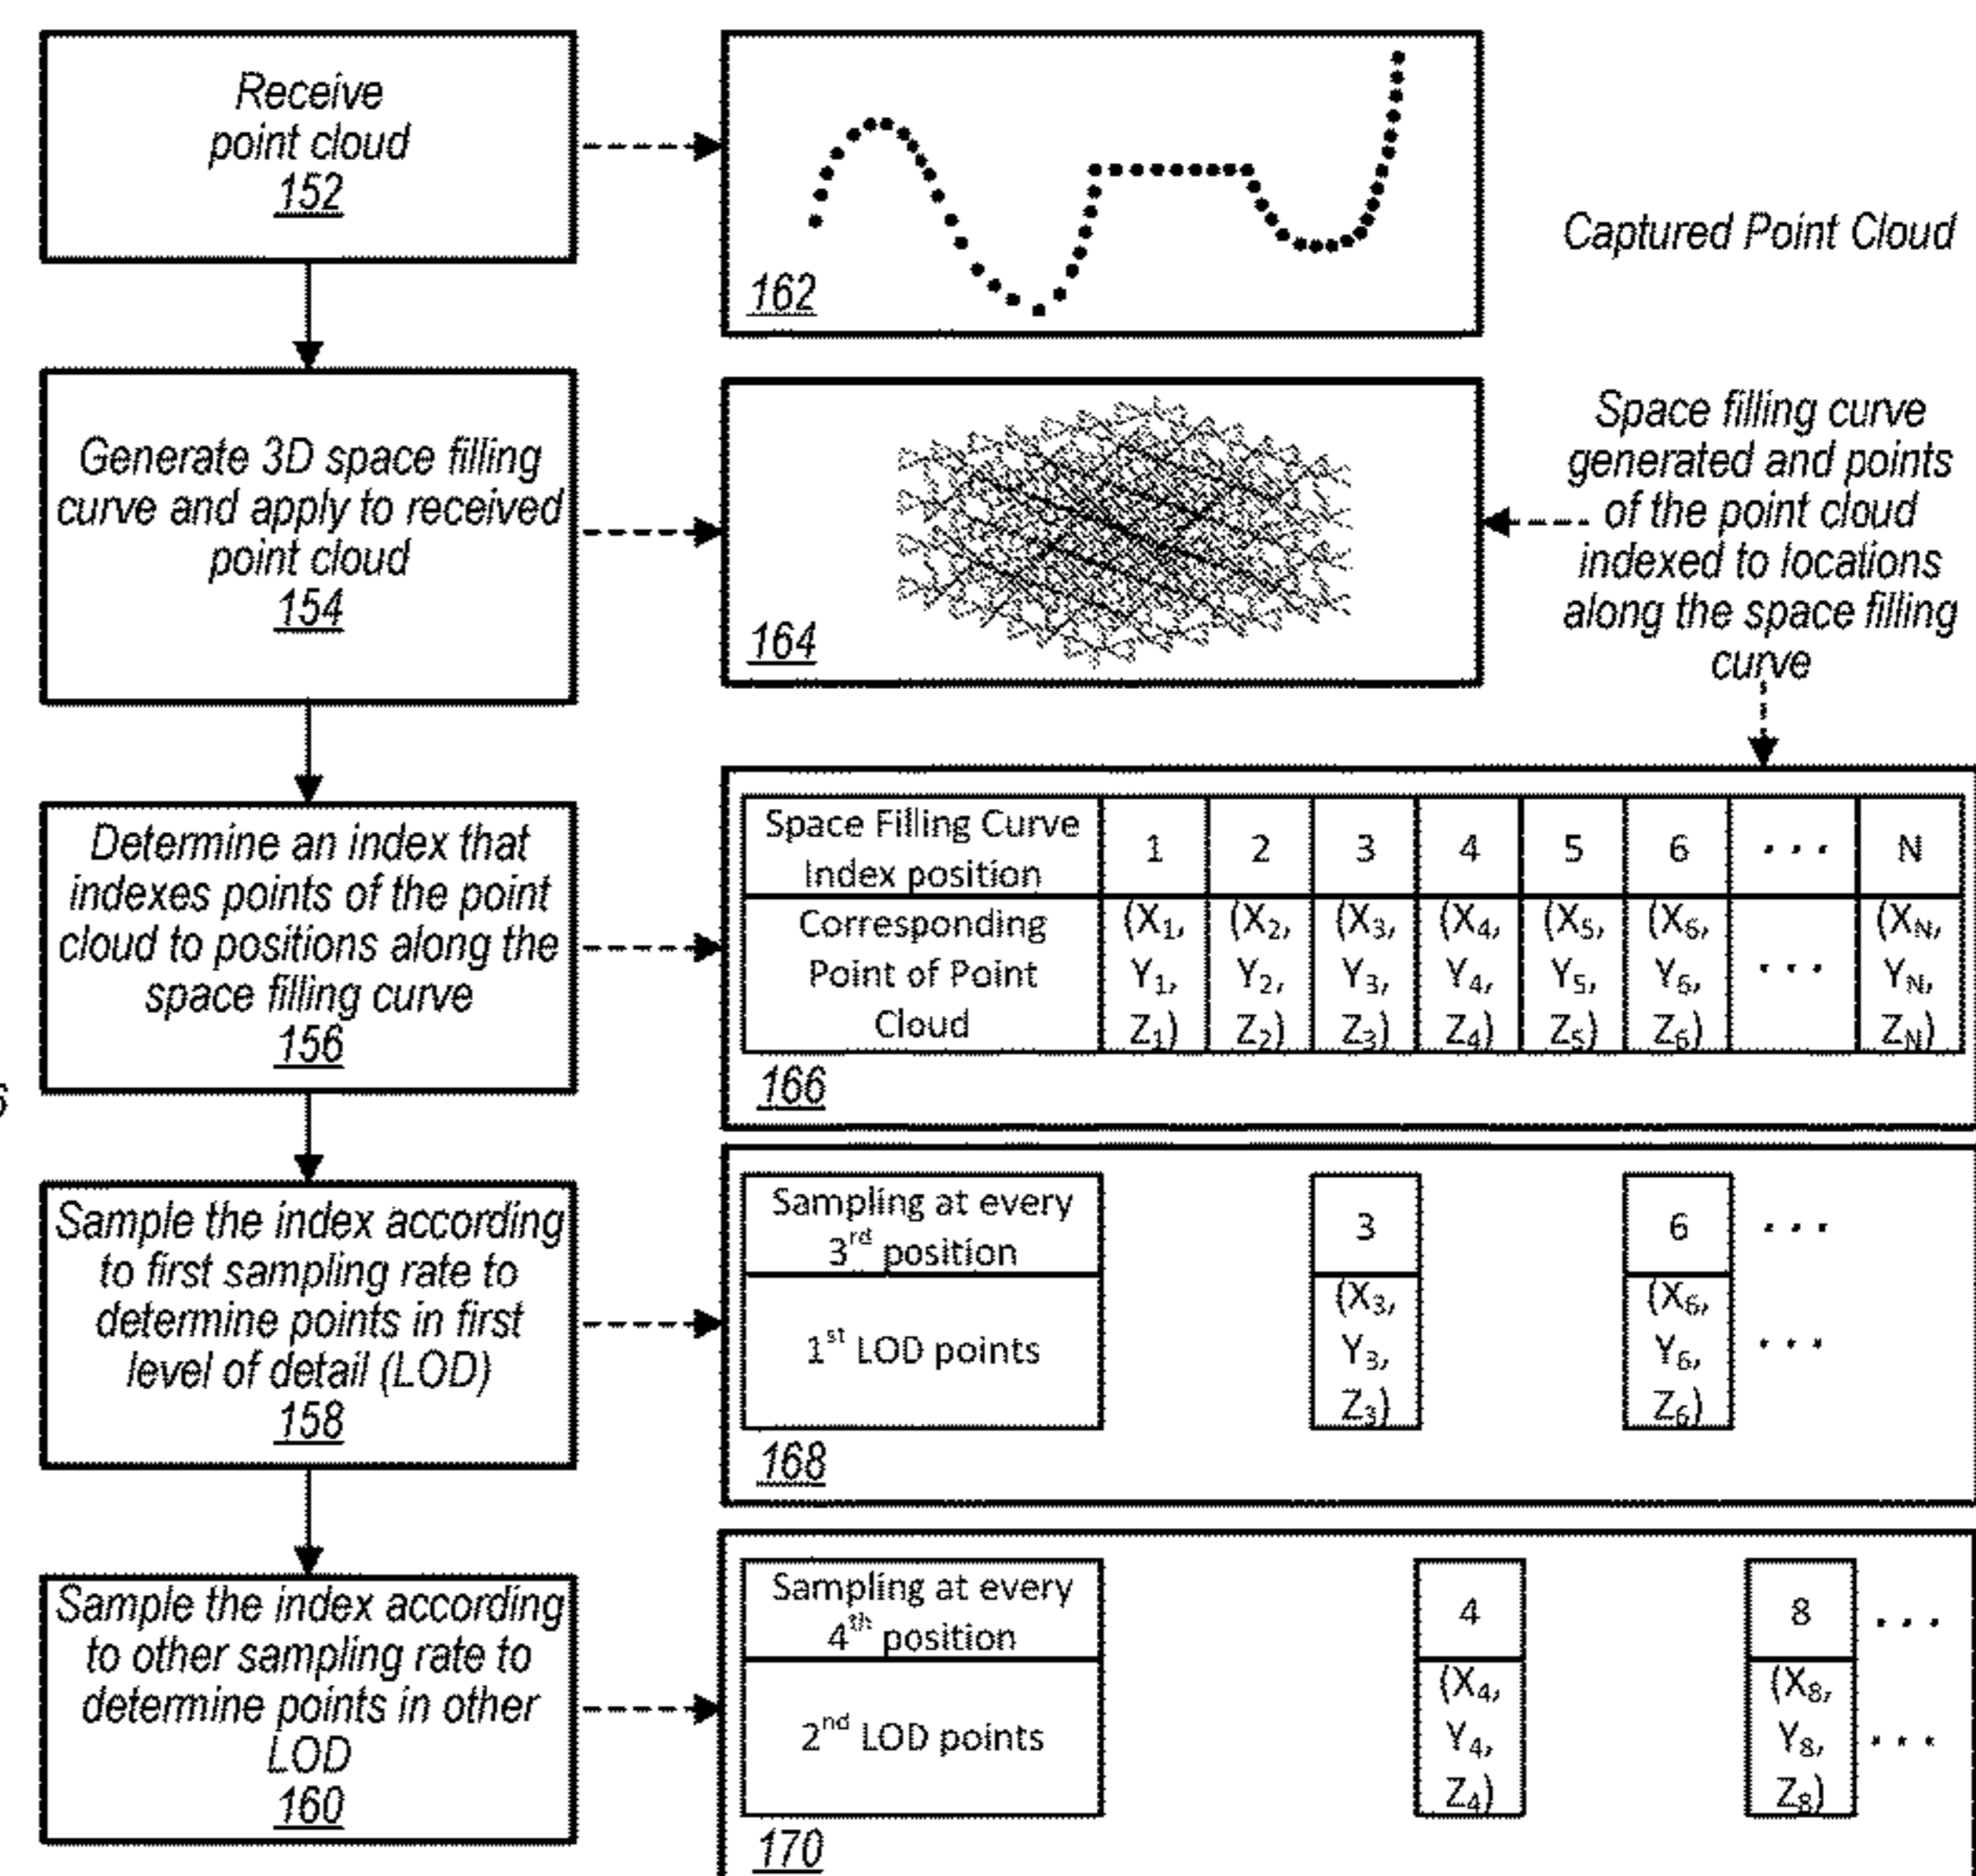 Receive
point cloud
152
162
Captured Point Cloud
Generate 3D space filling
curve and apply to received
point cloud
154
164
Space filling curve
generated and points
of the point cloud
indexed to locations
along the space filling
curve
Determine an index that
indexes points of the point
cloud to positions along the
space filling curve
156
Space Filling Curve
Index position
1 2 3 4 5 6 ... N
Corresponding
Point of Point
Cloud
(X₁, (X₂, (X₃, (X₄, (X₅, (X₆, (X_N,
Y₁, Y₂, Y₃, Y₄, Y₅, Y₆, ... Y_N,
Z₁) Z₂) Z₃) Z₄) Z₅) Z₆) Z_N)
166
Sample the index according
to first sampling rate to
determine points in first
level of detail (LOD)
158
Sampling at every
3rd position
3 6 ...
1st LOD points
(X₃, (X₆,
Y₃, Y₆, ...
Z₃) Z₆)
168
Sample the index according
to other sampling rate to
determine points in other
LOD
160
Sampling at every
4th position
4 8 ...
2nd LOD points
(X₄, (X₈,
Y₄, Y₈, ...
Z₄) Z₈)
170